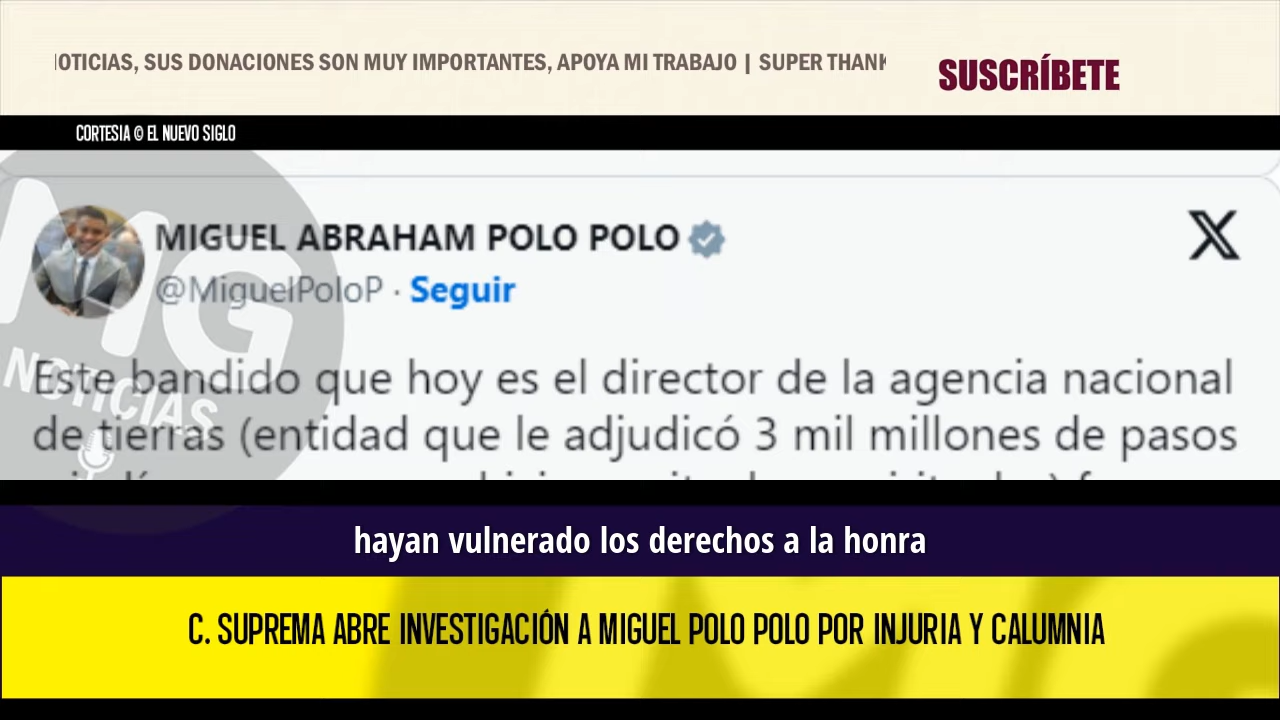 OTICIAS, SUS DONACIONES SON MUY IMPORTANTES, APOYA MI TRABAJO | SUPER THANK
SUSCRÍBETE
CORTESIA © EL NUEVO SIGLO
MIGUEL ABRAHAM POLO POLO
X
@MiguelPoloP · Seguir
MG
NOTICIAS
Este bandido que hoy es el director de la agencia nacional
de tierras (entidad que le adjudicó 3 mil millones de pasos
hayan vulnerado los derechos a la honra
C. SUPREMA ABRE INVESTIGACIÓN A MIGUEL POLO POLO POR INJURIA Y CALUMNIA